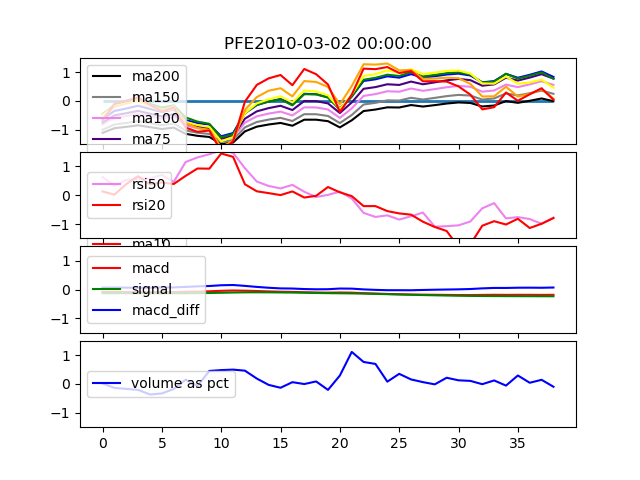 PFE2010-03-02 00:00:00
1
0
−1
ma200
ma150
ma100
ma75
1
0
−1
rsi50
rsi20
ma10
1
0
−1
macd
signal
macd_diff
1
0
−1
volume as pct
0 5 10 15 20 25 30 35